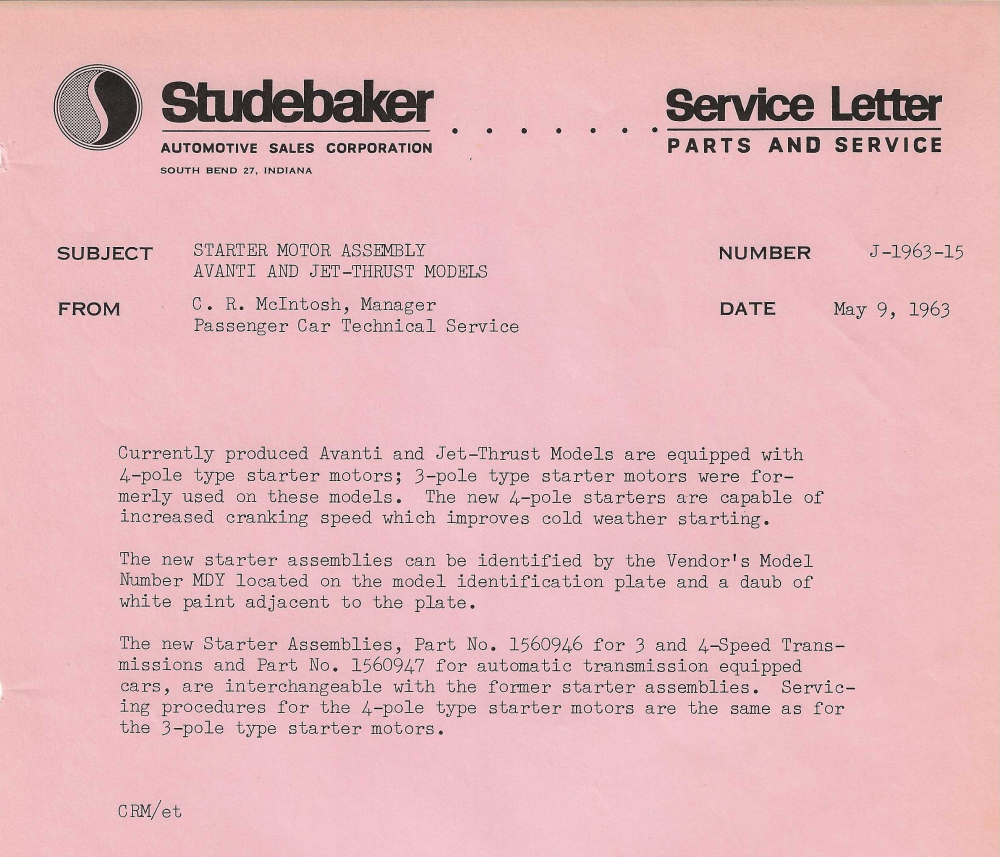 Studebaker
AUTOMOTIVE SALES CORPORATION
SOUTH BEND 27, INDIANA
Service Letter
PARTS AND SERVICE
SUBJECT STARTER MOTOR ASSEMBLY
AVANTI AND JET-THRUST MODELS
NUMBER J-1963-15
FROM C. R. McIntosh, Manager
Passenger Car Technical Service
DATE May 9, 1963
Currently produced Avanti and Jet-Thrust Models are equipped with
4-pole type starter motors; 3-pole type starter motors were for-
merly used on these models. The new 4-pole starters are capable of
increased cranking speed which improves cold weather starting.
The new starter assemblies can be identified by the Vendor's Model
Number MDY located on the model identification plate and a daub of
white paint adjacent to the plate.
The new Starter Assemblies, Part No. 1560946 for 3 and 4-Speed Trans-
missions and Part No. 1560947 for automatic transmission equipped
cars, are interchangeable with the former starter assemblies. Servic-
ing procedures for the 4-pole type starter motors are the same as for
the 3-pole type starter motors.
CRM/et